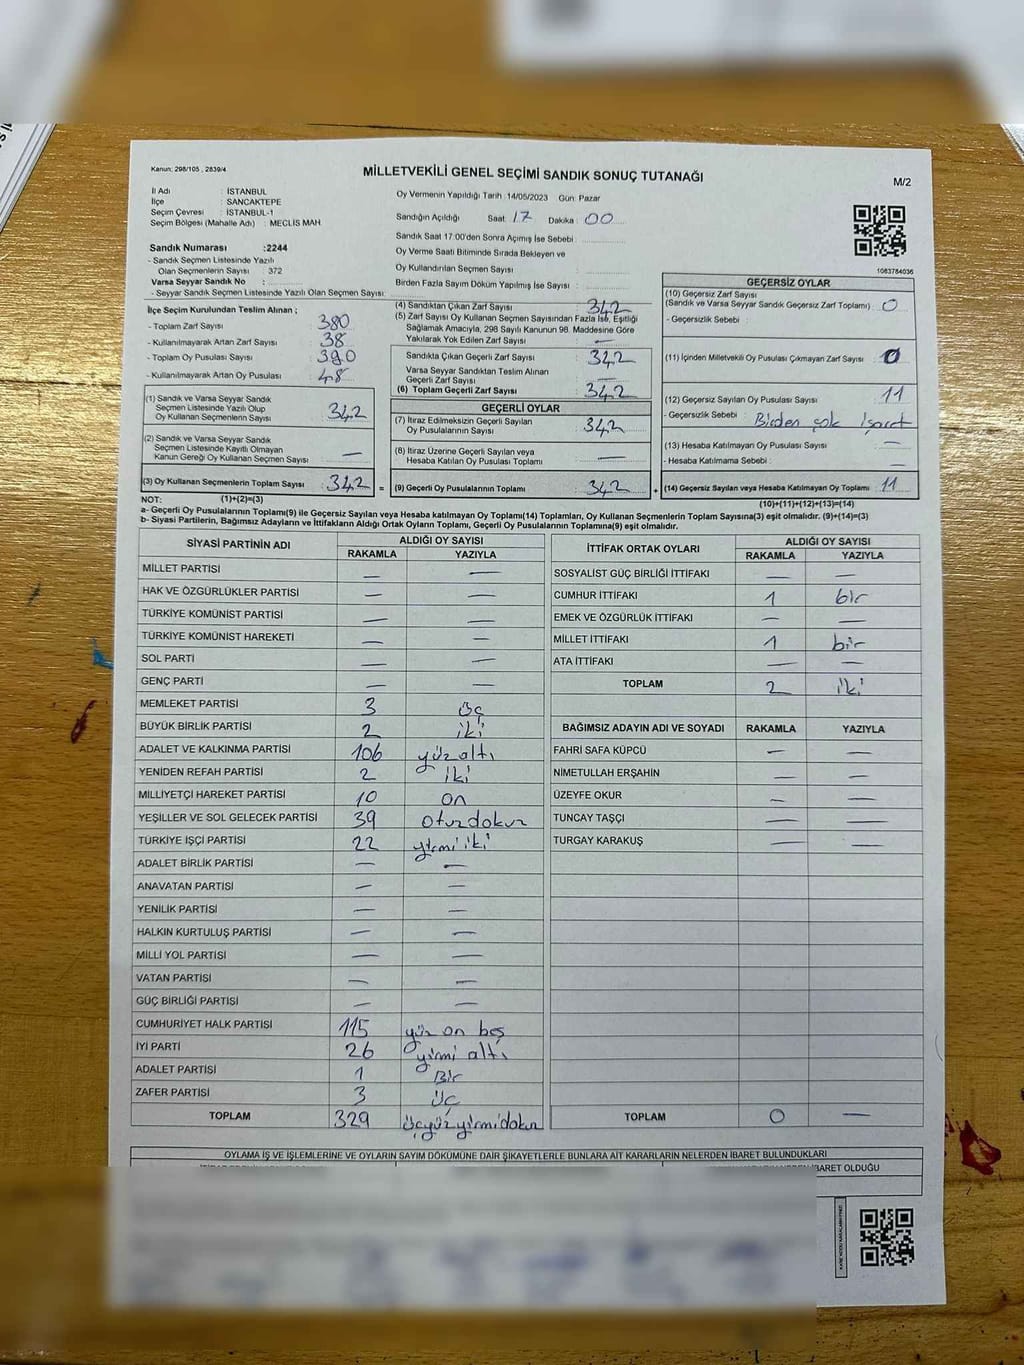 Kanun: 298/105 , 2839/4
MİLLETVEKİLİ GENEL SEÇİMİ SANDIK SONUÇ TUTANAĞI
M/2
İl Adı : İSTANBUL
İlçe : SANCAKTEPE
Seçim Çevresi : İSTANBUL-1
Seçim Bölgesi (Mahalle Adı) : MECLİS MAH
Sandık Numarası :2244
- Sandık Seçmen Listesinde Yazılı
Olan Seçmenlerin Sayısı : 372
Varsa Seyyar Sandık No :
- Seyyar Sandık Seçmen Listesinde Yazılı Olan Seçmen Sayısı:
Oy Vermenin Yapıldığı Tarih : 14/05/2023 Gün: Pazar
Sandığın Açıldığı Saat 17 Dakika : 00
Sandık Saat 17:00'den Sonra Açımış İse Sebebi :
Oy Verme Saati Bitiminde Sırada Bekleyen ve
Oy Kullandırılan Seçmen Sayısı :
Birden Fazla Sayım Döküm Yapılmış İse Sayısı :
1083784036
İlçe Seçim Kurulundan Teslim Alınan ;
- Toplam Zarf Sayısı : 380
- Kullanılmayarak Artan Zarf Sayısı : 38
- Toplam Oy Pusulası Sayısı : 390
- Kullanılmayarak Artan Oy Pusulası : 48
(1) Sandık ve Varsa Seyyar Sandık
Seçmen Listesinde Yazılı Olup
Oy Kullanan Seçmenlerin Sayısı : 342
(2) Sandık ve Varsa Seyyar Sandık
Seçmen Listesinde Kayıtlı Olmayan
Kanun Gereği Oy Kullanan Seçmen Sayısı : —
(3) Oy Kullanan Seçmenlerin Toplam Sayısı : 342 =
(4) Sandıktan Çıkan Zarf Sayısı : 342
(5) Zarf Sayısı Oy Kullanan Seçmen Sayısından Fazla İse, Eşitliği
Sağlamak Amacıyla, 298 Sayılı Kanunun 98. Maddesine Göre
Yakılarak Yok Edilen Zarf Sayısı : —
Sandıkta Çıkan Geçerli Zarf Sayısı : 342
Varsa Seyyar Sandıktan Teslim Alınan
Geçerli Zarf Sayısı : —
(6) Toplam Geçerli Zarf Sayısı : 342
GEÇERLİ OYLAR
(7) İtiraz Edilmeksizin Geçerli Sayılan
Oy Pusulalarının Sayısı : 342
(8) İtiraz Üzerine Geçerli Sayılan veya
Hesaba Katılan Oy Pusulası Toplamı : —
(9) Geçerli Oy Pusulalarının Toplamı : 342 +
GEÇERSİZ OYLAR
(10) Geçersiz Zarf Sayısı
(Sandık ve Varsa Seyyar Sandık Geçersiz Zarf Toplamı) : 0
- Geçersizlik Sebebi :
(11) İçinden Milletvekili Oy Pusulası Çıkmayan Zarf Sayısı : 0
(12) Geçersiz Sayılan Oy Pusulası Sayısı : 11
- Geçersizlik Sebebi : Birden çok işaret
(13) Hesaba Katılmayan Oy Pusulası Sayısı : —
- Hesaba Katılmama Sebebi : —
(14) Geçersiz Sayılan veya Hesaba Katılmayan Oy Toplamı : 11
NOT: (1)+(2)=(3)
(10)+(11)+(12)+(13)=(14)
a- Geçerli Oy Pusulalarının Toplamı(9) ile Geçersiz Sayılan veya Hesaba katılmayan Oy Toplamı(14) Toplamları, Oy Kullanan Seçmenlerin Toplam Sayısına(3) eşit olmalıdır. (9)+(14)=(3)
b- Siyasi Partilerin, Bağımsız Adayların ve İttifakların Aldığı Ortak Oyların Toplamı, Geçerli Oy Pusulalarının Toplamına(9) eşit olmalıdır.
SİYASİ PARTİNİN ADI ALDIĞI OY SAYISI
RAKAMLA YAZIYLA
MİLLET PARTİSİ — —
HAK VE ÖZGÜRLÜKLER PARTİSİ — —
TÜRKİYE KOMÜNİST PARTİSİ — —
TÜRKİYE KOMÜNİST HAREKETİ — —
SOL PARTİ — —
GENÇ PARTİ — —
MEMLEKET PARTİSİ 3 üç
BÜYÜK BİRLİK PARTİSİ 2 iki
ADALET VE KALKINMA PARTİSİ 106 yüz altı
YENİDEN REFAH PARTİSİ 2 iki
MİLLİYETÇİ HAREKET PARTİSİ 10 on
YEŞİLLER VE SOL GELECEK PARTİSİ 39 otuzdokuz
TÜRKİYE İŞÇİ PARTİSİ 22 yirmi iki
ADALET BİRLİK PARTİSİ — —
ANAVATAN PARTİSİ — —
YENİLİK PARTİSİ — —
HALKIN KURTULUŞ PARTİSİ — —
MİLLİ YOL PARTİSİ — —
VATAN PARTİSİ — —
GÜÇ BİRLİĞİ PARTİSİ — —
CUMHURİYET HALK PARTİSİ 115 yüz on beş
İYİ PARTİ 26 yirmi altı
ADALET PARTİSİ 1 Bir
ZAFER PARTİSİ 3 üç
TOPLAM 329 üçyüzyirmidokuz
İTTİFAK ORTAK OYLARI ALDIĞI OY SAYISI
RAKAMLA YAZIYLA
SOSYALİST GÜÇ BİRLİĞİ İTTİFAKI — —
CUMHUR İTTİFAKI 1 bir
EMEK VE ÖZGÜRLÜK İTTİFAKI — —
MİLLET İTTİFAKI 1 bir
ATA İTTİFAKI — —
TOPLAM 2 iki
BAĞIMSIZ ADAYIN ADI VE SOYADI RAKAMLA YAZIYLA
FAHRİ SAFA KÜPCÜ — —
NİMETULLAH ERŞAHİN — —
ÜZEYFE OKUR — —
TUNCAY TAŞÇI — —
TURGAY KARAKUŞ — —
TOPLAM 0 —
OYLAMA İŞ VE İŞLEMLERİNE VE OYLARIN SAYIM DÖKÜMÜNE DAİR ŞİKAYETLERLE BUNLARA AİT KARARLARIN NELERDEN İBARET BULUNDUKLARI
İBARET OLDUĞU